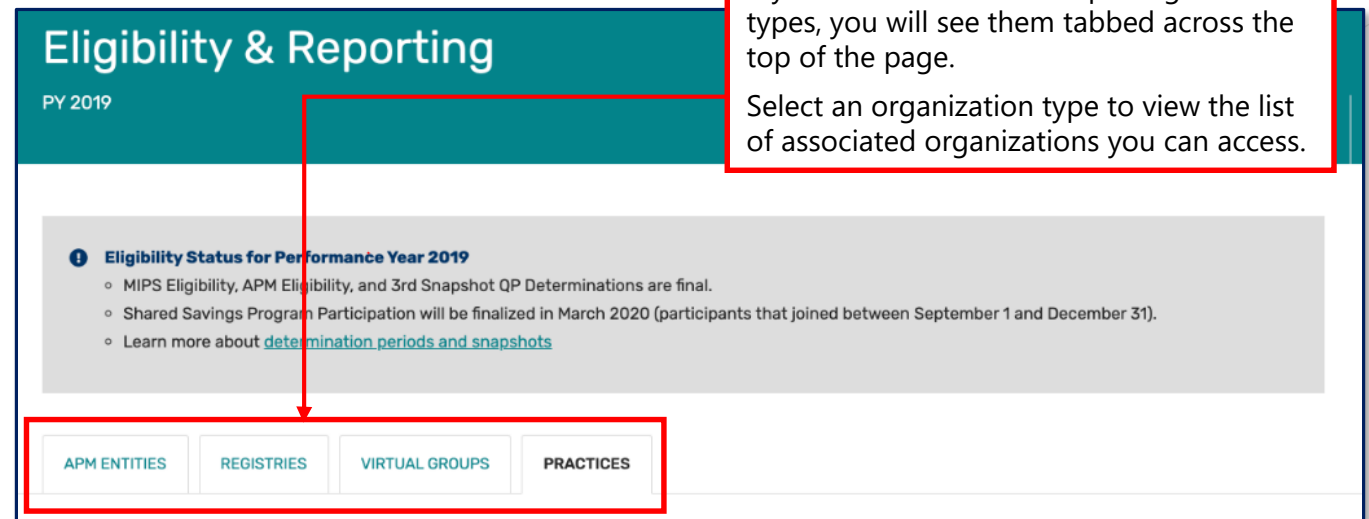 types, you will see them tabbed across the
top of the page.
Select an organization type to view the list
of associated organizations you can access.
Eligibility & Reporting
PY 2019
Eligibility Status for Performance Year 2019
MIPS Eligibility, APM Eligibility, and 3rd Snapshot QP Determinations are final.
Shared Savings Program Participation will be finalized in March 2020 (participants that joined between September 1 and December 31).
Learn more about determination periods and snapshots
APM ENTITIES REGISTRIES VIRTUAL GROUPS PRACTICES